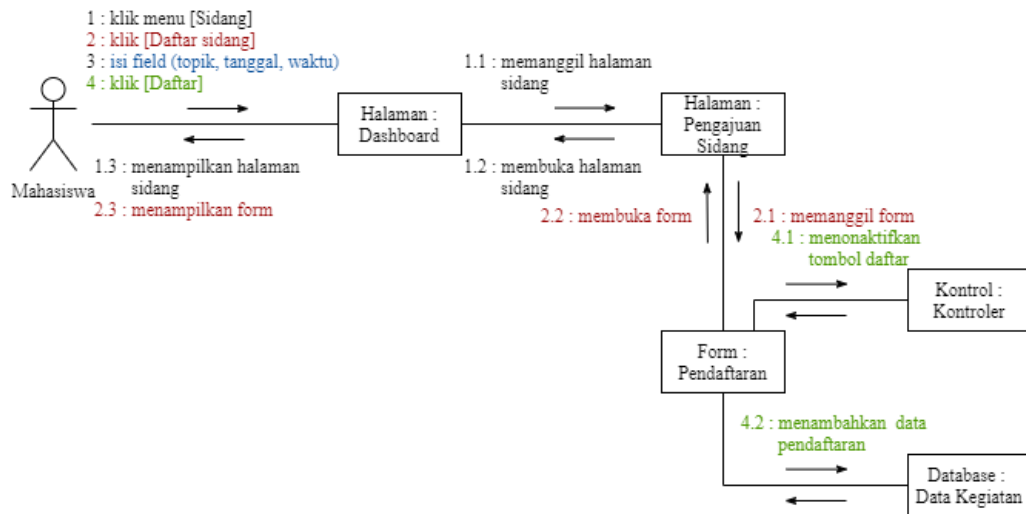 1 : klik menu [Sidang]
2 : klik [Daftar sidang]
3 : isi field (topik, tanggal, waktu)
4 : klik [Daftar]
Mahasiswa
1.3 : menampilkan halaman
sidang
2.3 : menampilkan form
Halaman :
Dashboard
1.1 : memanggil halaman
sidang
1.2 : membuka halaman
sidang
Halaman :
Pengajuan
Sidang
2.2 : membuka form
2.1 : memanggil form
4.1 : menonaktifkan
tombol daftar
Kontrol :
Kontroler
Form :
Pendaftaran
4.2 : menambahkan data
pendaftaran
Database :
Data Kegiatan